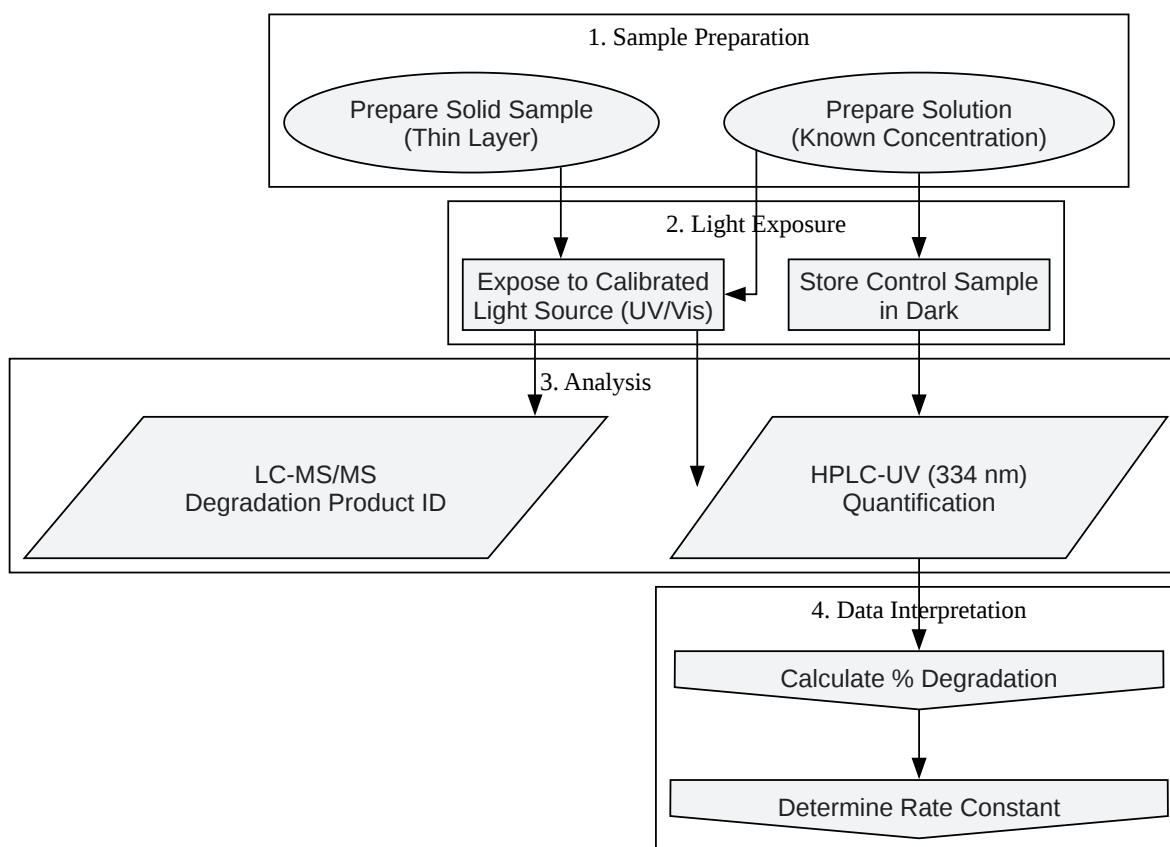 1. Sample Preparation
Prepare Solid Sample
(Thin Layer)
Prepare Solution
(Known Concentration)
2. Light Exposure
Expose to Calibrated
Light Source (UV/Vis)
Store Control Sample
in Dark
3. Analysis
LC-MS/MS
Degradation Product ID
HPLC-UV (334 nm)
Quantification
4. Data Interpretation
Calculate % Degradation
Determine Rate Constant